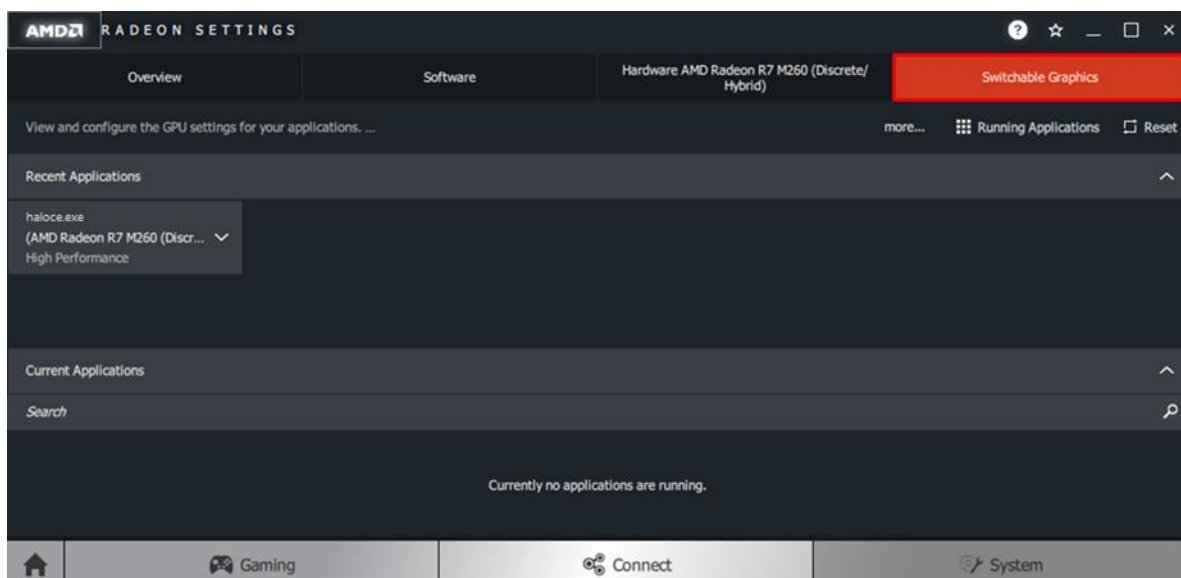 AMD RADEON SETTINGS
Overview
Software
Hardware AMD Radeon R7 M260 (Discrete/
Hybrid)
Switchable Graphics
View and configure the GPU settings for your applications. ...
more...
Running Applications
Reset
Recent Applications
haloce.exe
(AMD Radeon R7 M260 (Discr...
High Performance
Current Applications
Search
Currently no applications are running.
Gaming
Connect
System